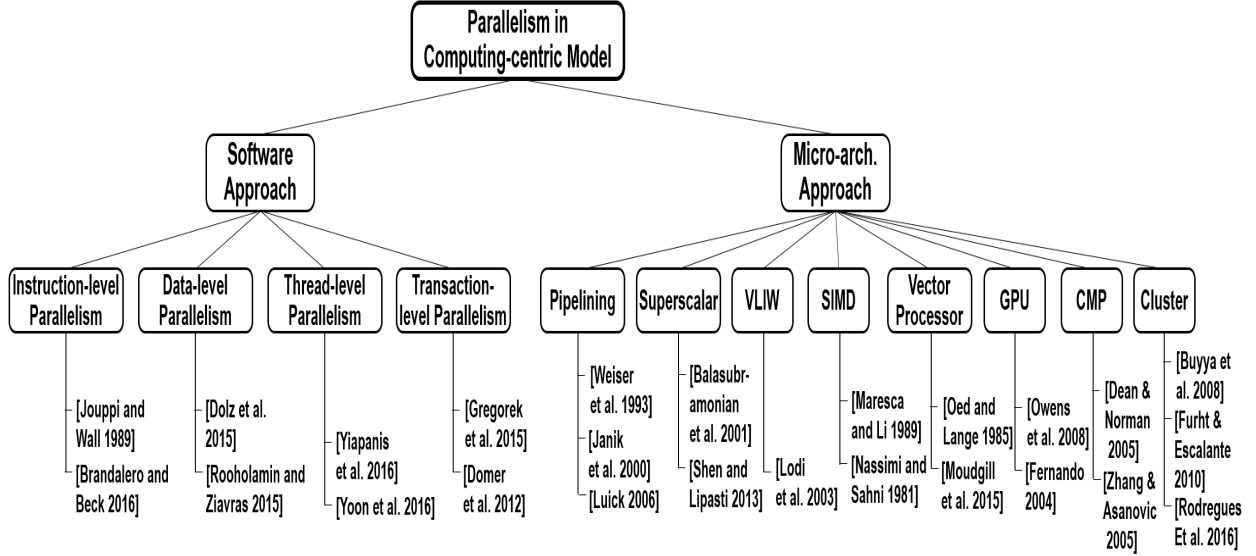 Parallelism in
Computing-centric Model
Software
Approach
Micro-arch.
Approach
Instruction-level
Parallelism
Data-level
Parallelism
Thread-level
Parallelism
Transaction-
level Parallelism
Pipelining
Superscalar
VLIW
SIMD
Vector
Processor
GPU
CMP
Cluster
[Jouppi and
Wall 1989]
[Brandalero and
Beck 2016]
[Dolz et al.
2015]
[Rooholamin and
Ziavras 2015]
[Yiapanis
et al. 2016]
[Yoon et al. 2016]
[Gregorek
et al. 2015]
[Domer
et al. 2012]
[Weiser
et al. 1993]
[Janik
et al. 2000]
[Luick 2006]
[Balasubr-
amonian
et al. 2001]
[Shen and
Lipasti 2013]
[Lodi
et al. 2003]
[Maresca
and Li 1989]
[Nassimi and
Sahni 1981]
[Oed and
Lange 1985]
[Moudgill
et al. 2015]
[Owens
et al. 2008]
[Fernando
2004]
[Dean &
Norman
2005]
[Zhang &
Asanovic
2005]
[Buyya et
al. 2008]
[Furht &
Escalante
2010]
[Rodregues
Et al. 2016]